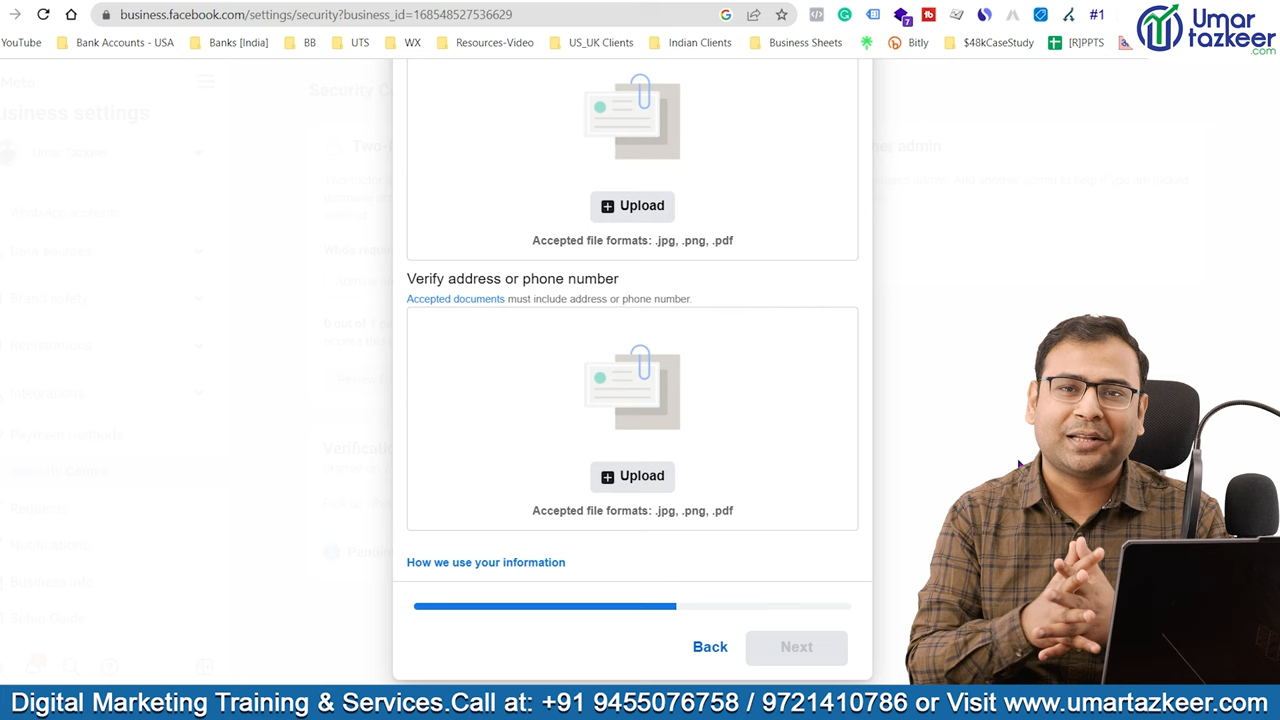 business.facebook.com/settings/security?business_id=168548527536629
7
#1
Umar
tazkeer
.com
YouTube
Bank Accounts - USA
Banks [India]
BB
UTS
WX
Resources-Video
US_UK Clients
Indian Clients
Business Sheets
Bitly
$48kCaseStudy
[R]PPTS
Upload
Accepted file formats: .jpg, .png, .pdf
Verify address or phone number
Accepted documents must include address or phone number.
Upload
Accepted file formats: .jpg, .png, .pdf
How we use your information
Back
Next
Digital Marketing Training & Services.Call at: +91 9455076758 / 9721410786 or Visit www.umartazkeer.com